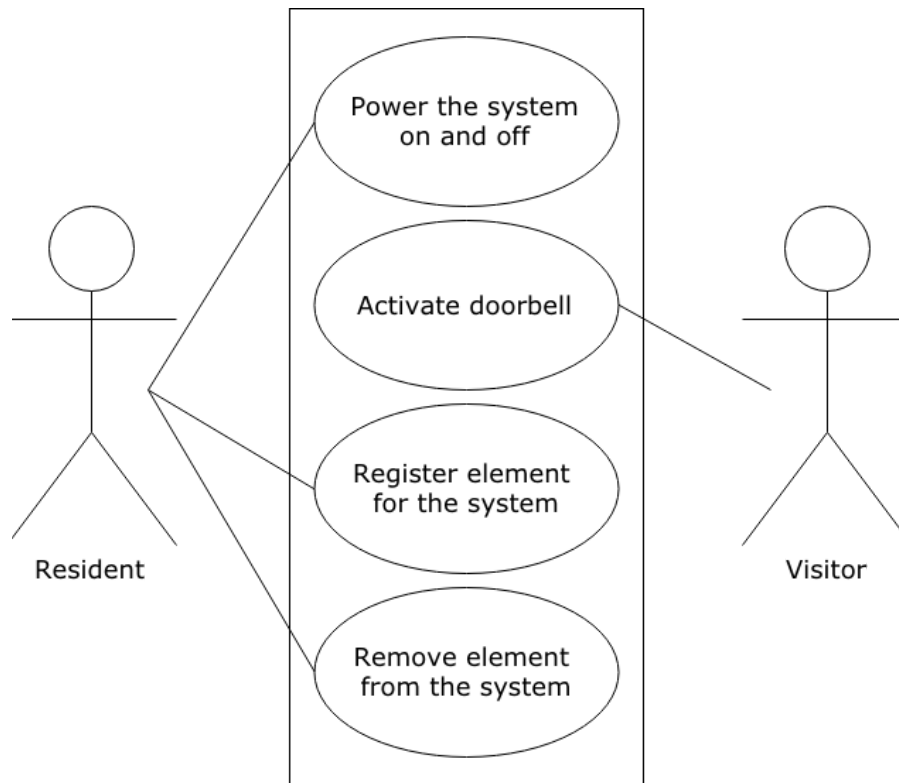 Power the system
on and off
Activate doorbell
Register element
for the system
Resident
Visitor
Remove element
from the system